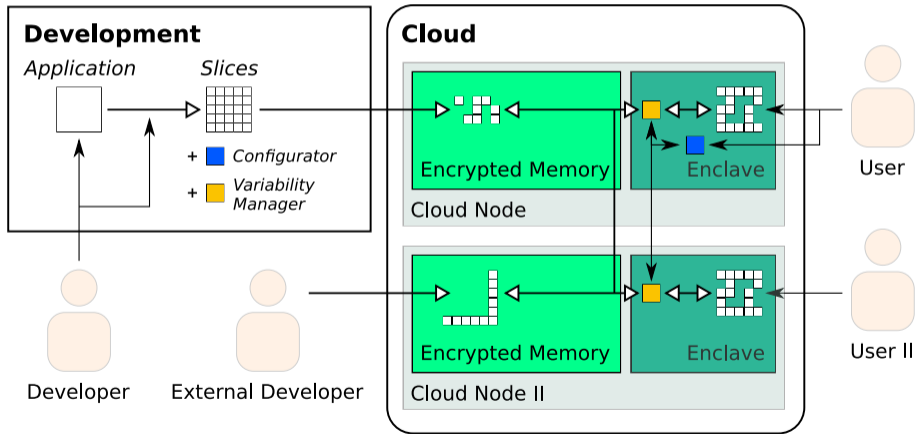 Development
Application
Slices
+ Configurator
+ Variability
Manager
Cloud
Encrypted Memory
Enclave
Cloud Node
User
Encrypted Memory
Enclave
Cloud Node II
User II
Developer
External Developer